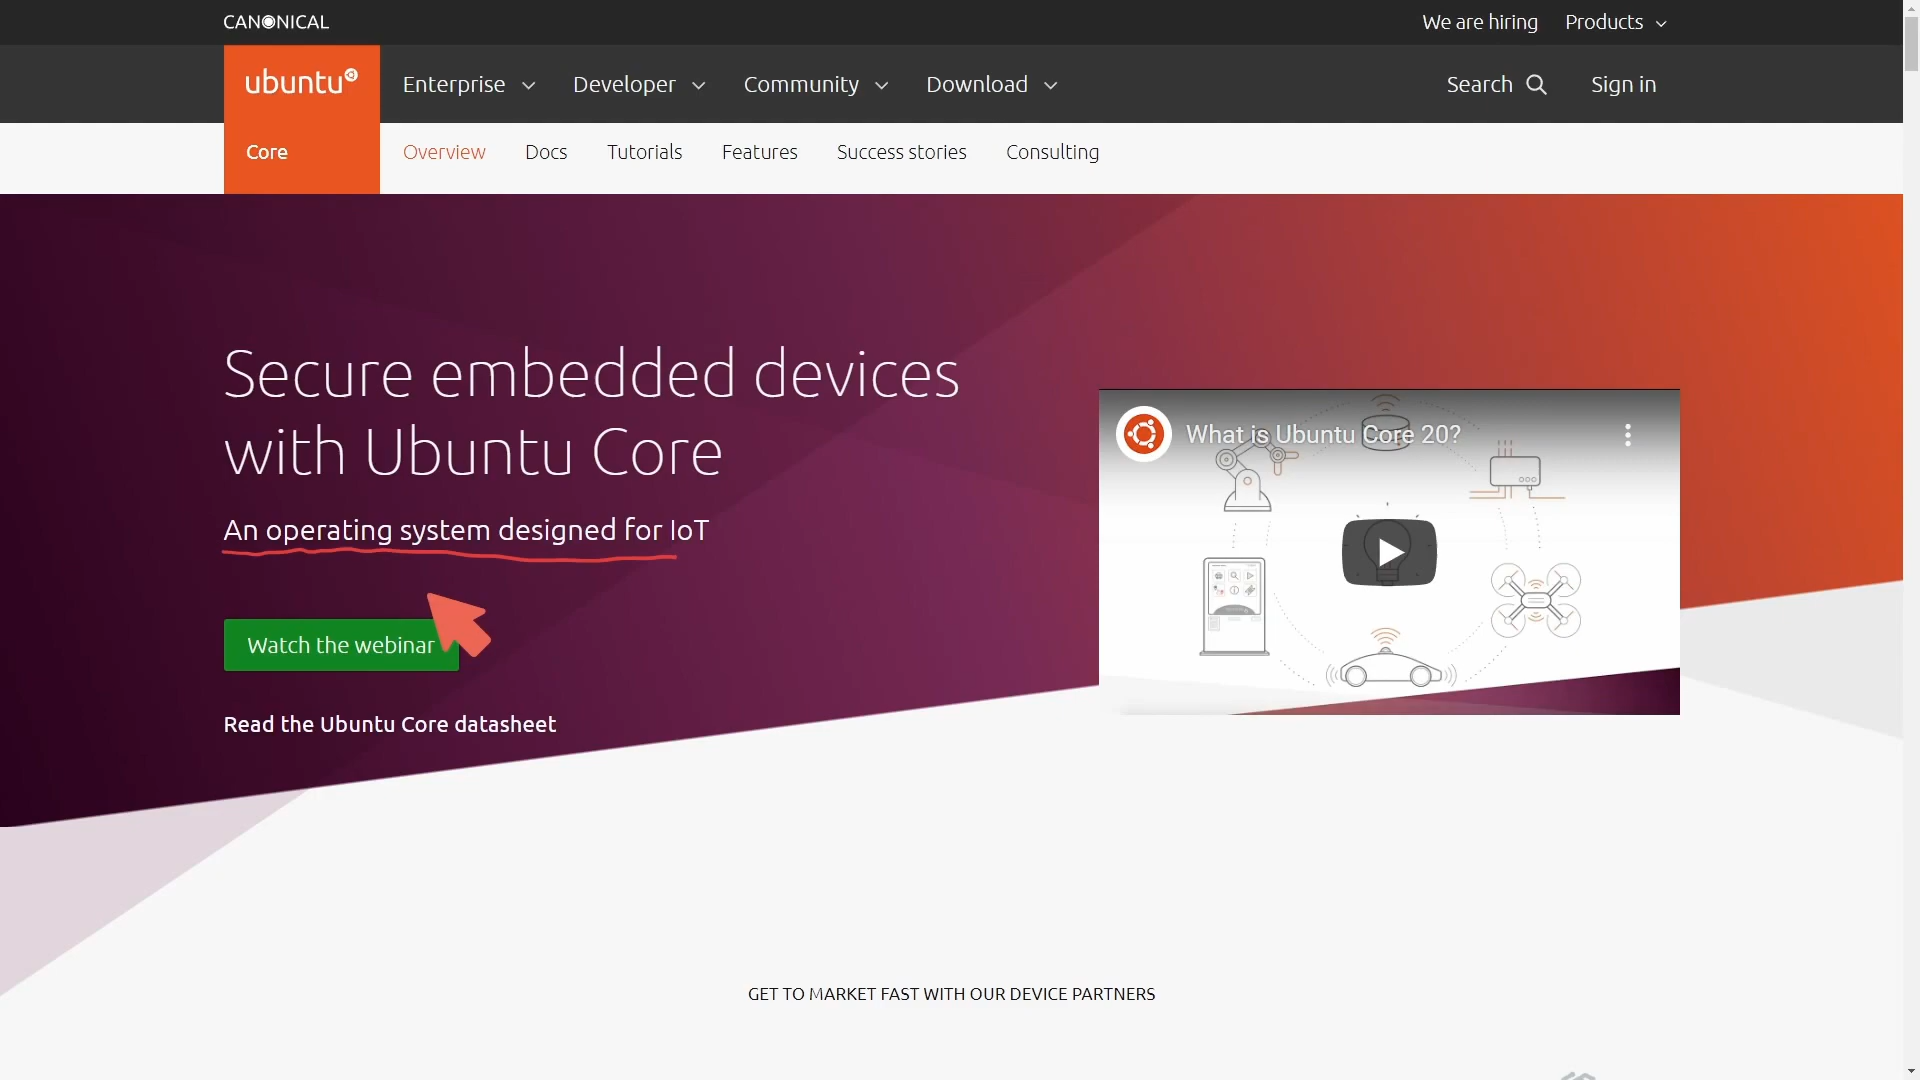 CANONICAL
We are hiring
Products
ubuntu
Enterprise
Developer
Community
Download
Search
Sign in
Core
Overview
Docs
Tutorials
Features
Success stories
Consulting
Secure embedded devices
with Ubuntu Core
An operating system designed for IoT
Watch the webinar
Read the Ubuntu Core datasheet
What is Ubuntu Core 20?
GET TO MARKET FAST WITH OUR DEVICE PARTNERS